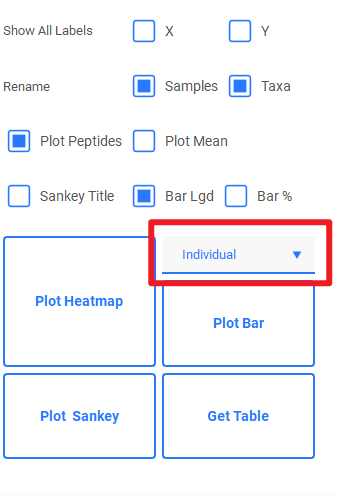 Show All Labels X Y
Rename Samples Taxa
Plot Peptides Plot Mean
Sankey Title Bar Lgd Bar %
Individual
Plot Heatmap
Plot Bar
Plot Sankey Get Table